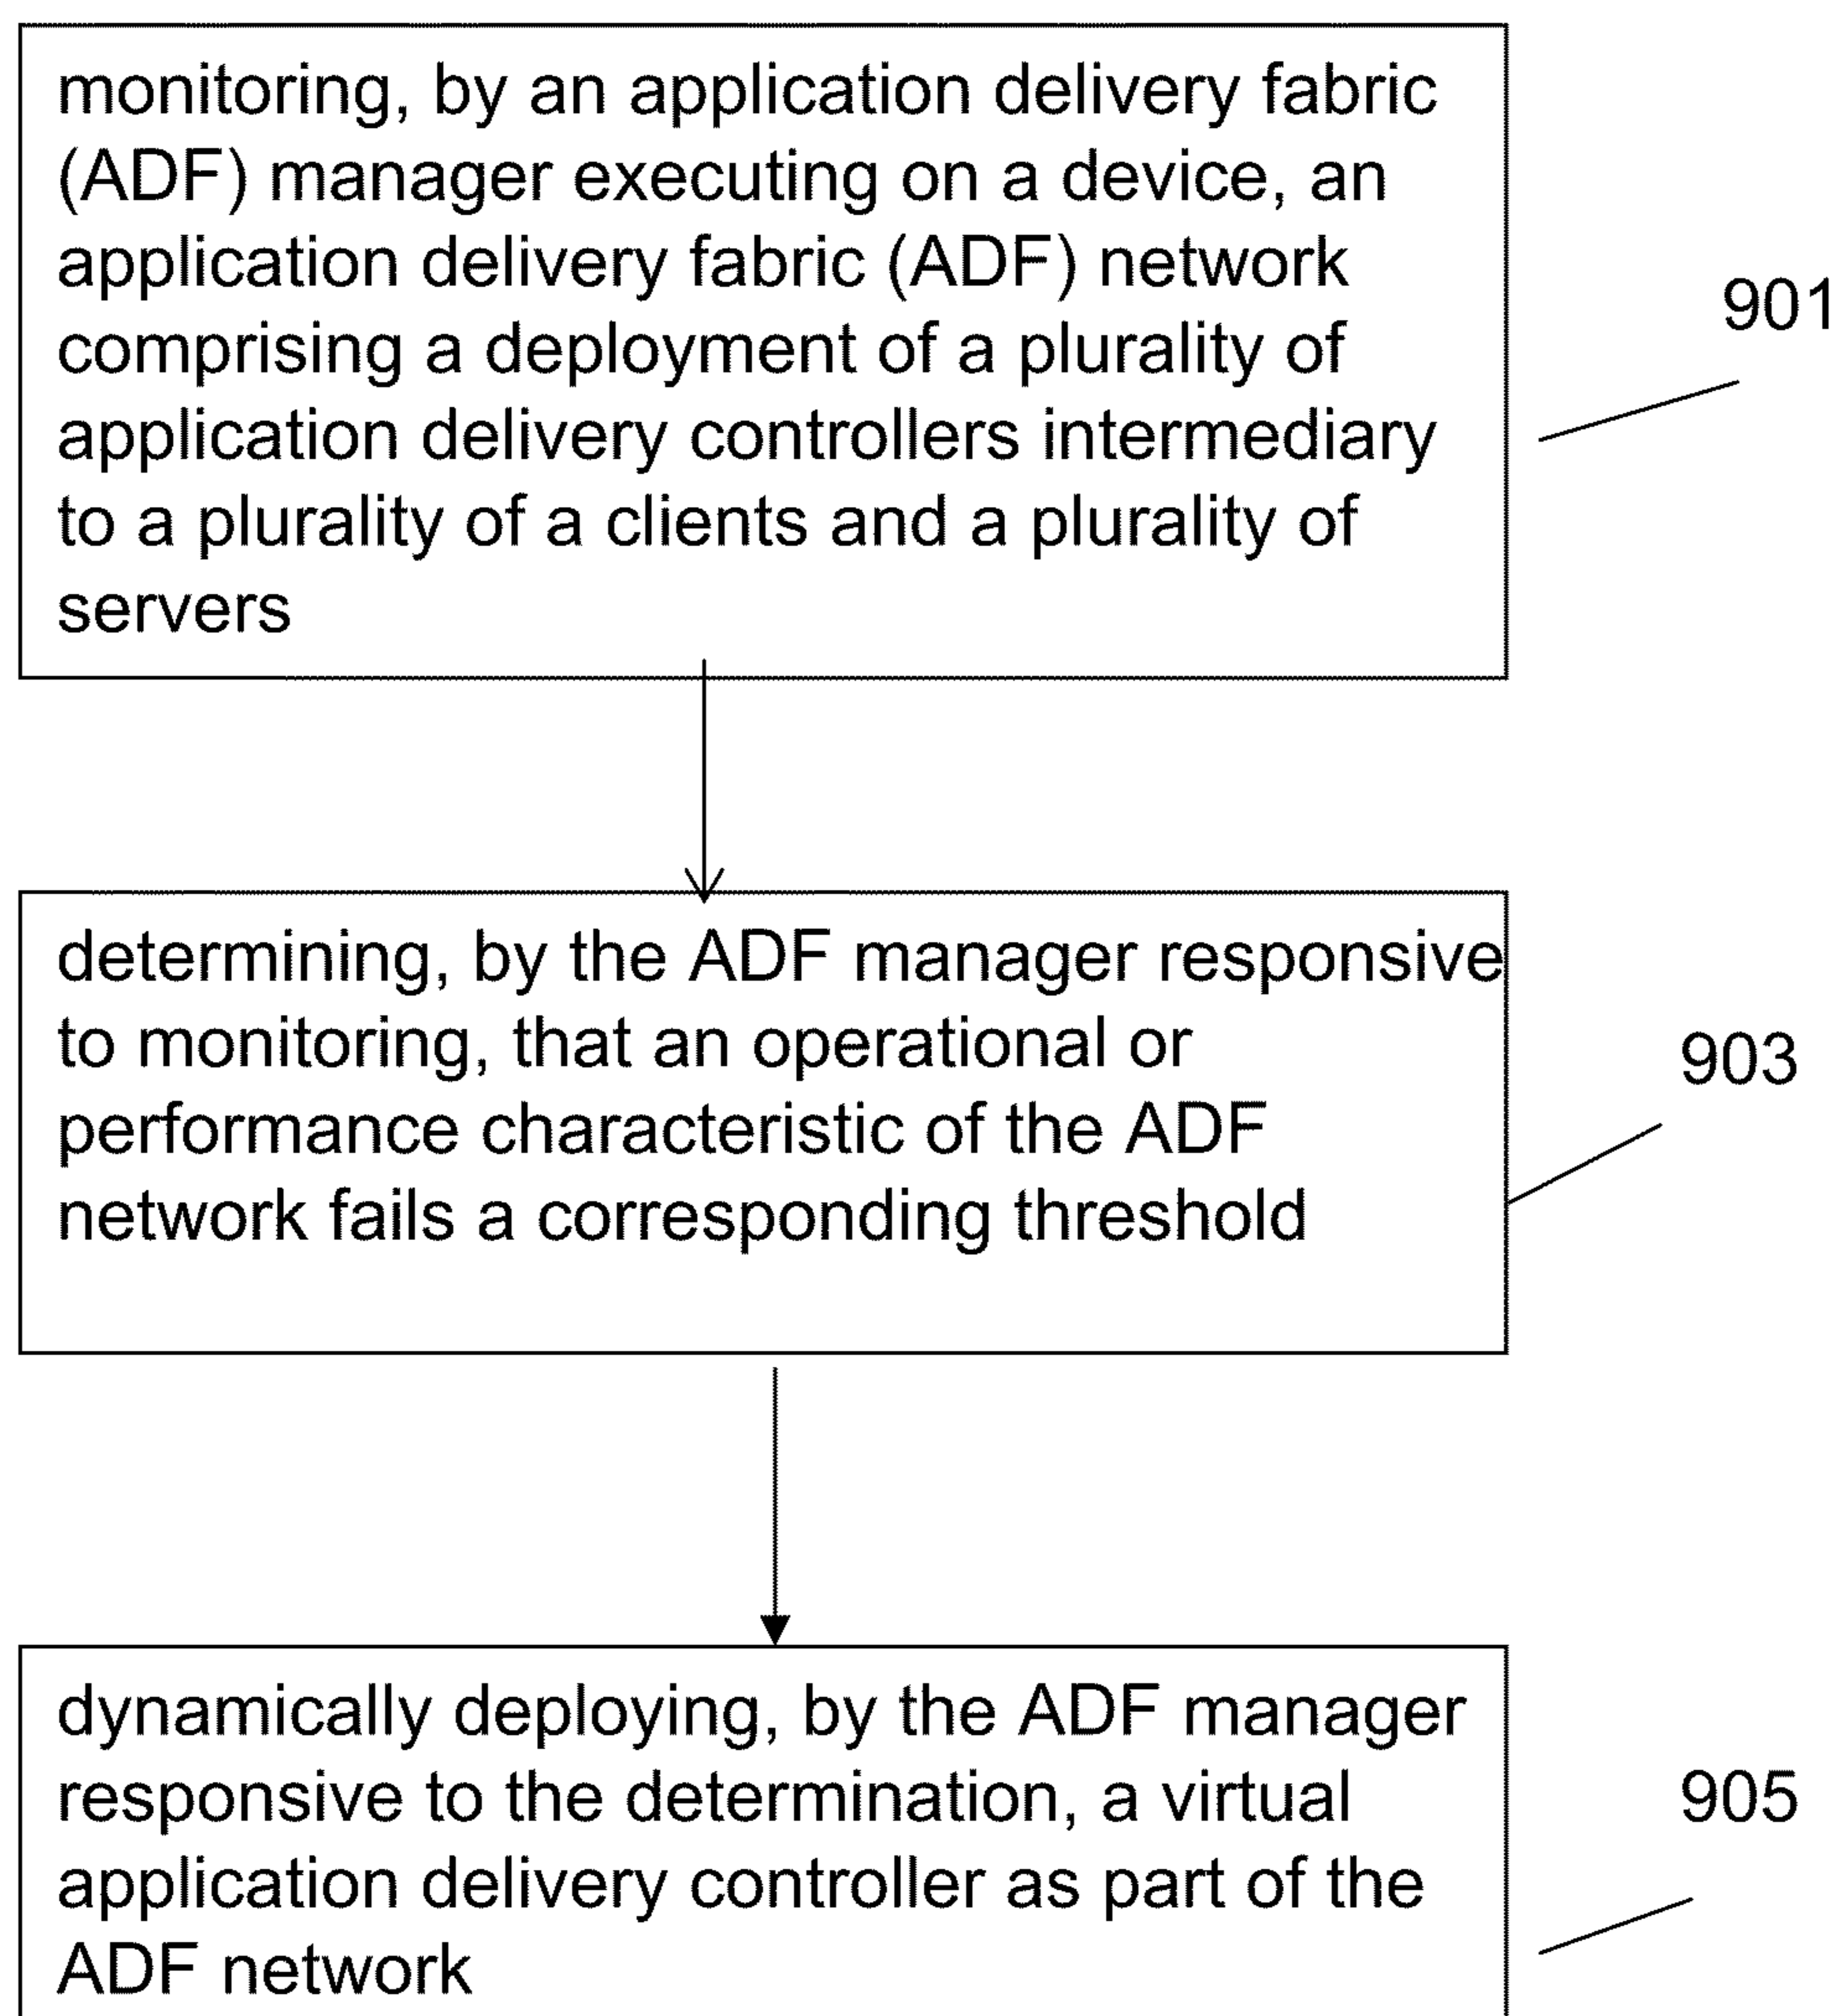 monitoring, by an application delivery fabric
(ADF) manager executing on a device, an
application delivery fabric (ADF) network
comprising a deployment of a plurality of
application delivery controllers intermediary
to a plurality of a clients and a plurality of
servers
901
determining, by the ADF manager responsive
to monitoring, that an operational or
performance characteristic of the ADF
network fails a corresponding threshold
903
dynamically deploying, by the ADF manager
responsive to the determination, a virtual
application delivery controller as part of the
ADF network
905